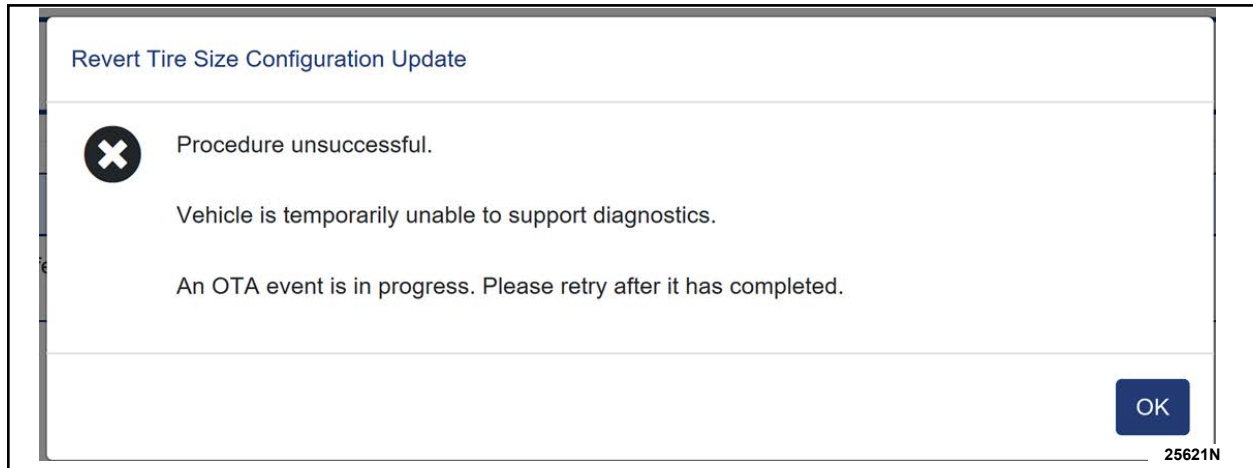 Revert Tire Size Configuration Update
Procedure unsuccessful.
Vehicle is temporarily unable to support diagnostics.
An OTA event is in progress. Please retry after it has completed.
OK
25621N